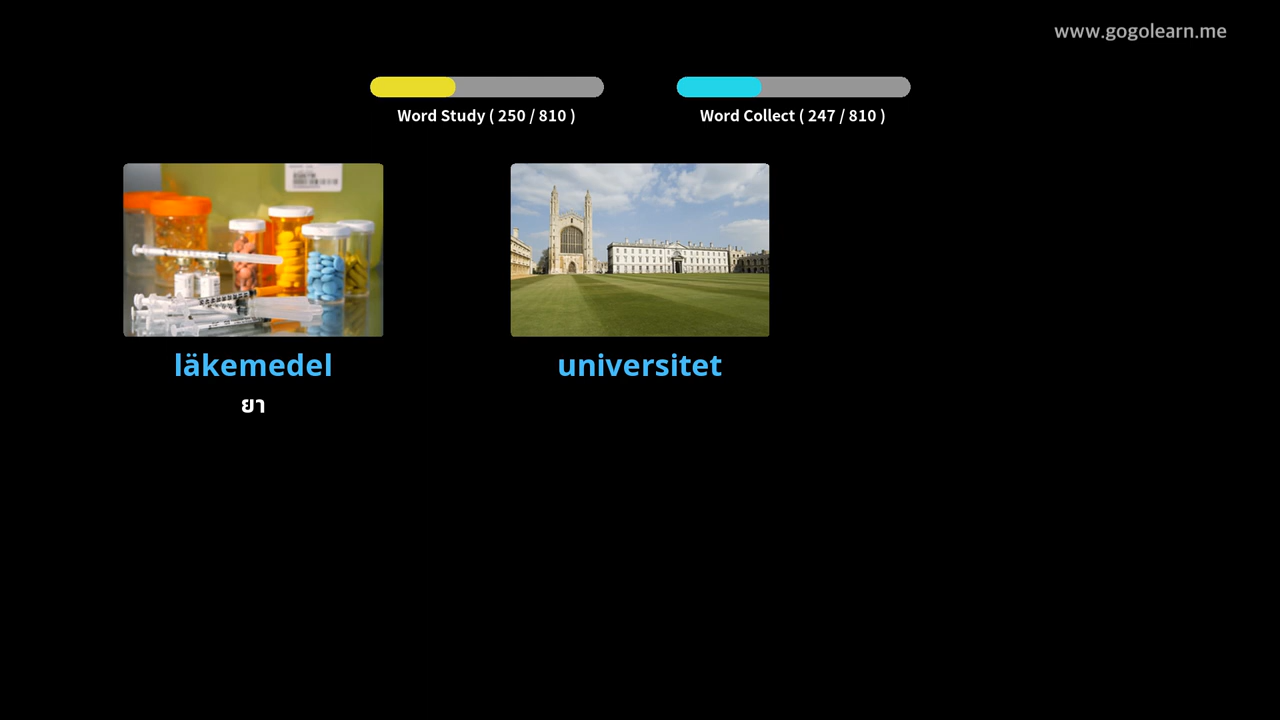 www.gogolearn.me
Word Study ( 250 / 810 )
Word Collect ( 247 / 810 )
läkemedel
ยา
universitet